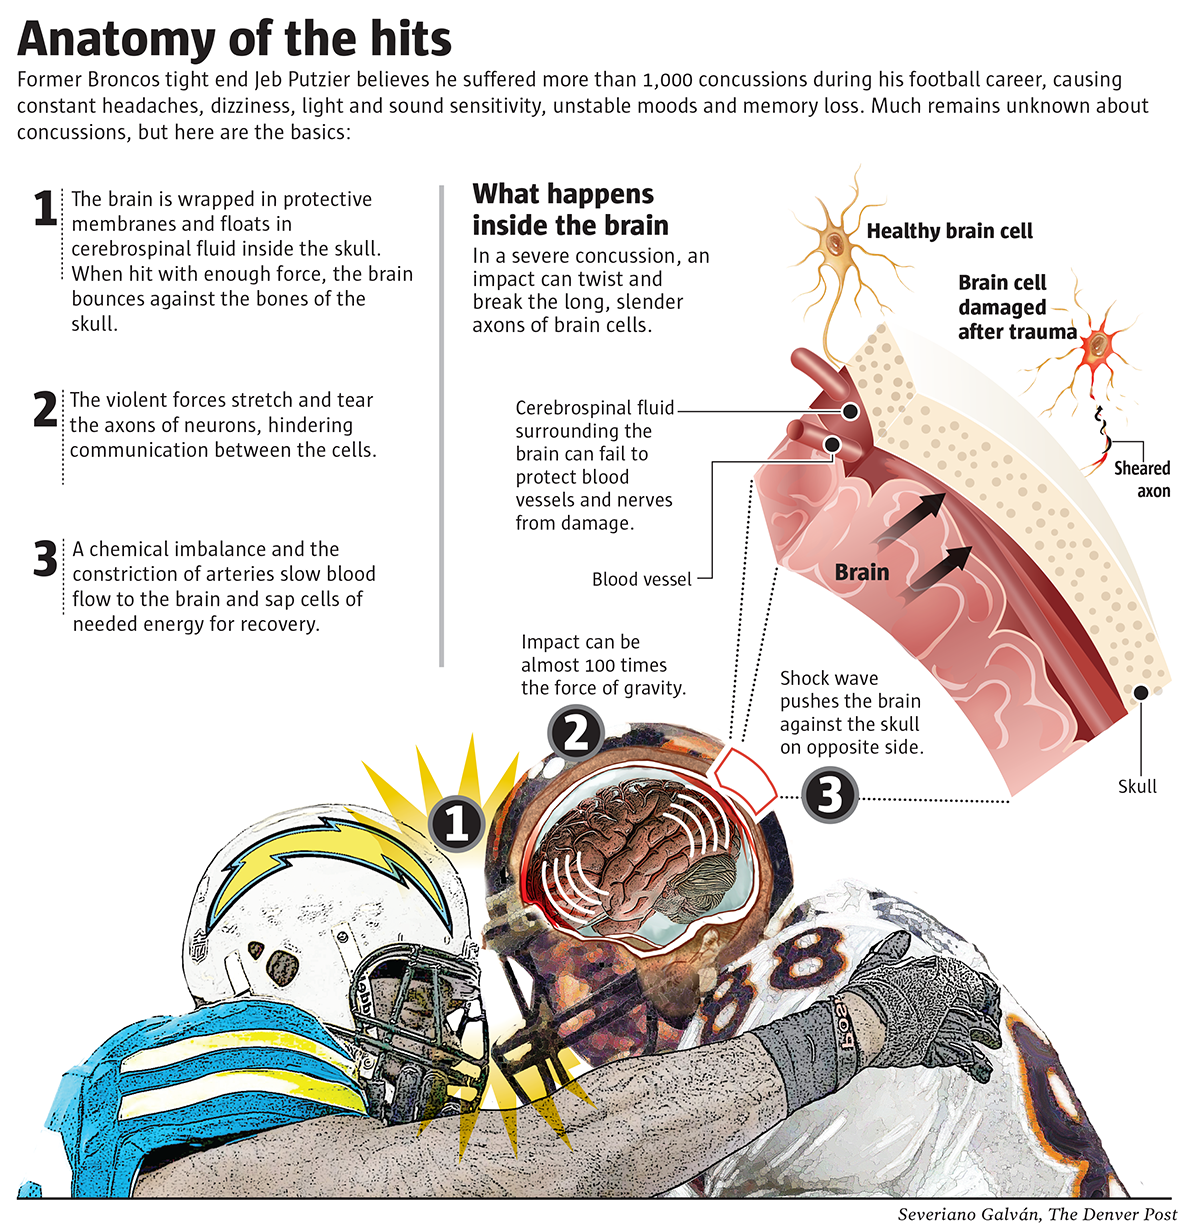 Anatomy of the hits
Former Broncos tight end Jeb Putzier believes he suffered more than 1,000 concussions during his football career, causing
constant headaches, dizziness, light and sound sensitivity, unstable moods and memory loss. Much remains unknown about
concussions, but here are the basics:
1
The brain is wrapped in protective
membranes and floats in
cerebrospinal fluid inside the skull.
When hit with enough force, the brain
bounces against the bones of the
skull.
2
The violent forces stretch and tear
the axons of neurons, hindering
communication between the cells.
3
A chemical imbalance and the
constriction of arteries slow blood
flow to the brain and sap cells of
needed energy for recovery.
What happens
inside the brain
In a severe concussion, an
impact can twist and
break the long, slender
axons of brain cells.
Healthy brain cell
Brain cell
damaged
after trauma
Sheared
axon
Cerebrospinal fluid
surrounding the
brain can fail to
protect blood
vessels and nerves
from damage.
Blood vessel
Brain
Skull
Impact can be
almost 100 times
the force of gravity.
Shock wave
pushes the brain
against the skull
on opposite side.
1
2
3
88
8
Severiano Galván, The Denver Post